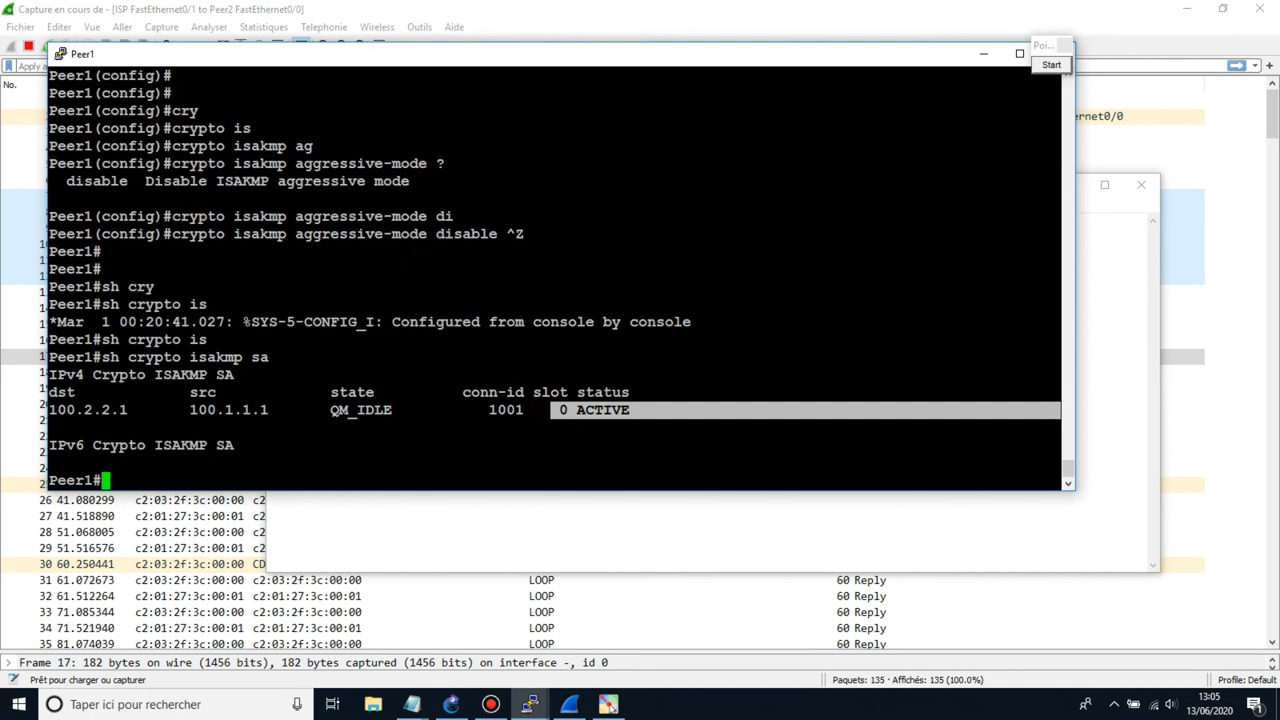 Capture en cours de - [ISP FastEthernet0/1 to Peer2 FastEthernet0/0]
Fichier Editer Vue Aller Capture Analyser Statistiques Telephonie Wireless Outils Aide
Peer1
Poi...
Start
Apply a
No.
ernet0/0
Peer1(config)#
Peer1(config)#
Peer1(config)#cry
Peer1(config)#crypto is
Peer1(config)#crypto isakmp ag
Peer1(config)#crypto isakmp aggressive-mode ?
disable Disable ISAKMP aggressive mode
Peer1(config)#crypto isakmp aggressive-mode di
Peer1(config)#crypto isakmp aggressive-mode disable ^Z
Peer1#
Peer1#
Peer1#sh cry
Peer1#sh crypto is
*Mar 1 00:20:41.027: %SYS-5-CONFIG_I: Configured from console by console
Peer1#sh crypto is
Peer1#sh crypto isakmp sa
IPv4 Crypto ISAKMP SA
dst src state conn-id slot status
100.2.2.1 100.1.1.1 QM_IDLE 1001 0 ACTIVE
IPv6 Crypto ISAKMP SA
Peer1#
26 41.080299 c2:03:2f:3c:00:00 c2
27 41.518890 c2:01:27:3c:00:01 c2
28 51.068005 c2:03:2f:3c:00:00 c2
29 51.516576 c2:01:27:3c:00:01 c2
30 60.250441 c2:03:2f:3c:00:00 CD
31 61.072673 c2:03:2f:3c:00:00 c2:03:2f:3c:00:00 LOOP 60 Reply
32 61.512264 c2:01:27:3c:00:01 c2:01:27:3c:00:01 LOOP 60 Reply
33 71.085344 c2:03:2f:3c:00:00 c2:03:2f:3c:00:00 LOOP 60 Reply
34 71.521940 c2:01:27:3c:00:01 c2:01:27:3c:00:01 LOOP 60 Reply
35 81.074039 c2:03:2f:3c:00:00 c2:03:2f:3c:00:00 LOOP 60 Reply
Frame 17: 182 bytes on wire (1456 bits), 182 bytes captured (1456 bits) on interface -, id 0
Prêt pour charger ou capturer
Paquets: 135 · Affichés: 135 (100.0%)
Profile: Default
Taper ici pour rechercher
13:05
13/06/2020